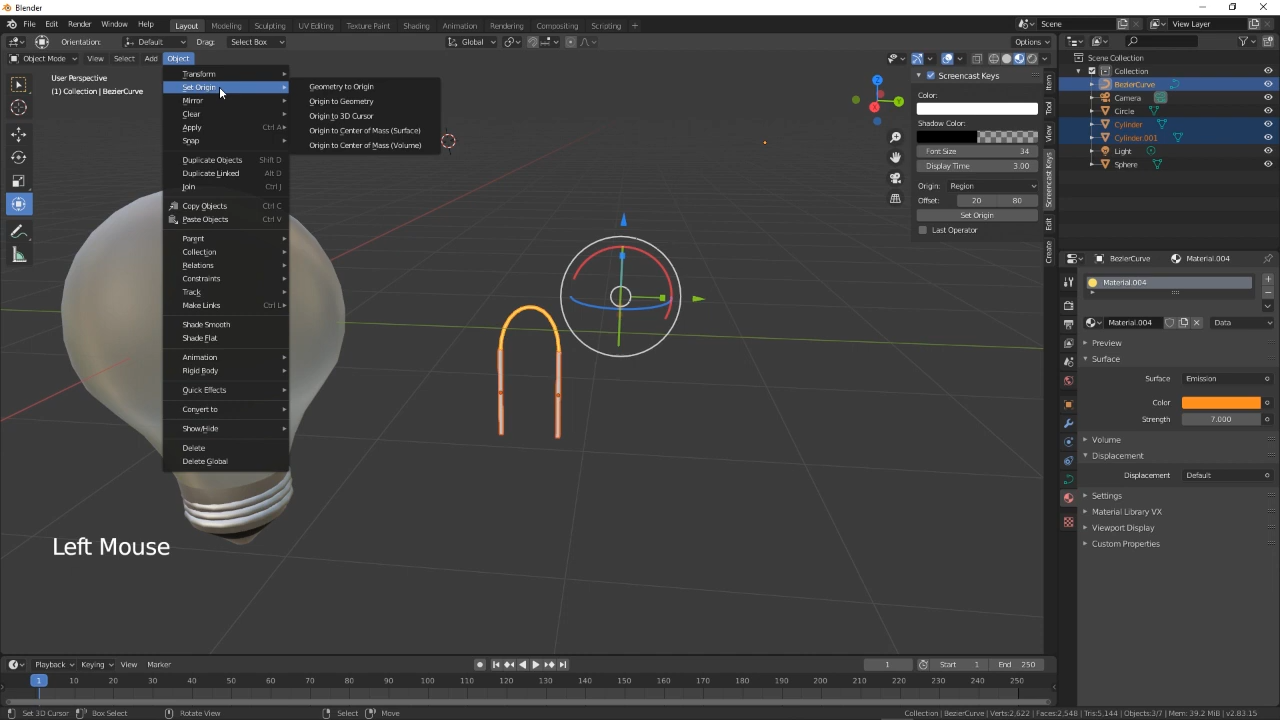 Blender
File Edit Render Window Help Layout Modeling Sculpting UV Editing Texture Paint Shading Animation Rendering Compositing Scripting + Scene View Layer
Orientation: Default Drag: Select Box Global Options
Object Mode View Select Add Object
User Perspective
(1) Collection | BezierCurve
Transform
Set Origin
Mirror
Clear
Apply Ctrl A
Snap
Duplicate Objects Shift D
Duplicate Linked Alt D
Join Ctrl J
Copy Objects Ctrl C
Paste Objects Ctrl V
Parent
Collection
Relations
Constraints
Track
Make Links Ctrl L
Shade Smooth
Shade Flat
Animation
Rigid Body
Quick Effects
Convert to
Show/Hide
Delete
Delete Global
Geometry to Origin
Origin to Geometry
Origin to 3D Cursor
Origin to Center of Mass (Surface)
Origin to Center of Mass (Volume)
Z
Y
X
Screencast Keys
Color:
Shadow Color:
Font Size 34
Display Time 3.00
Origin: Region
Offset: 20 80
Set Origin
Last Operator
Item
Tool
View
Screencast Keys
Edit
Create
Scene Collection
Collection
BezierCurve
Camera
Circle
Cylinder
Cylinder.001
Light
Sphere
BezierCurve Material.004
Material.004
Material.004 Data
Preview
Surface
Surface Emission
Color
Strength 7.000
Volume
Displacement
Displacement Default
Settings
Material Library VX
Viewport Display
Custom Properties
Left Mouse
Playback Keying View Marker 1 Start 1 End 250
1 10 20 30 40 50 60 70 80 90 100 110 120 130 140 150 160 170 180 190 200 210 220 230 240 250
Set 3D Cursor Box Select Rotate View Select Move Collection | BezierCurve | Verts:2,622 | Faces:2,548 | Tris:5,144 | Objects:3/7 | Mem: 39.2 MiB | v2.83.15